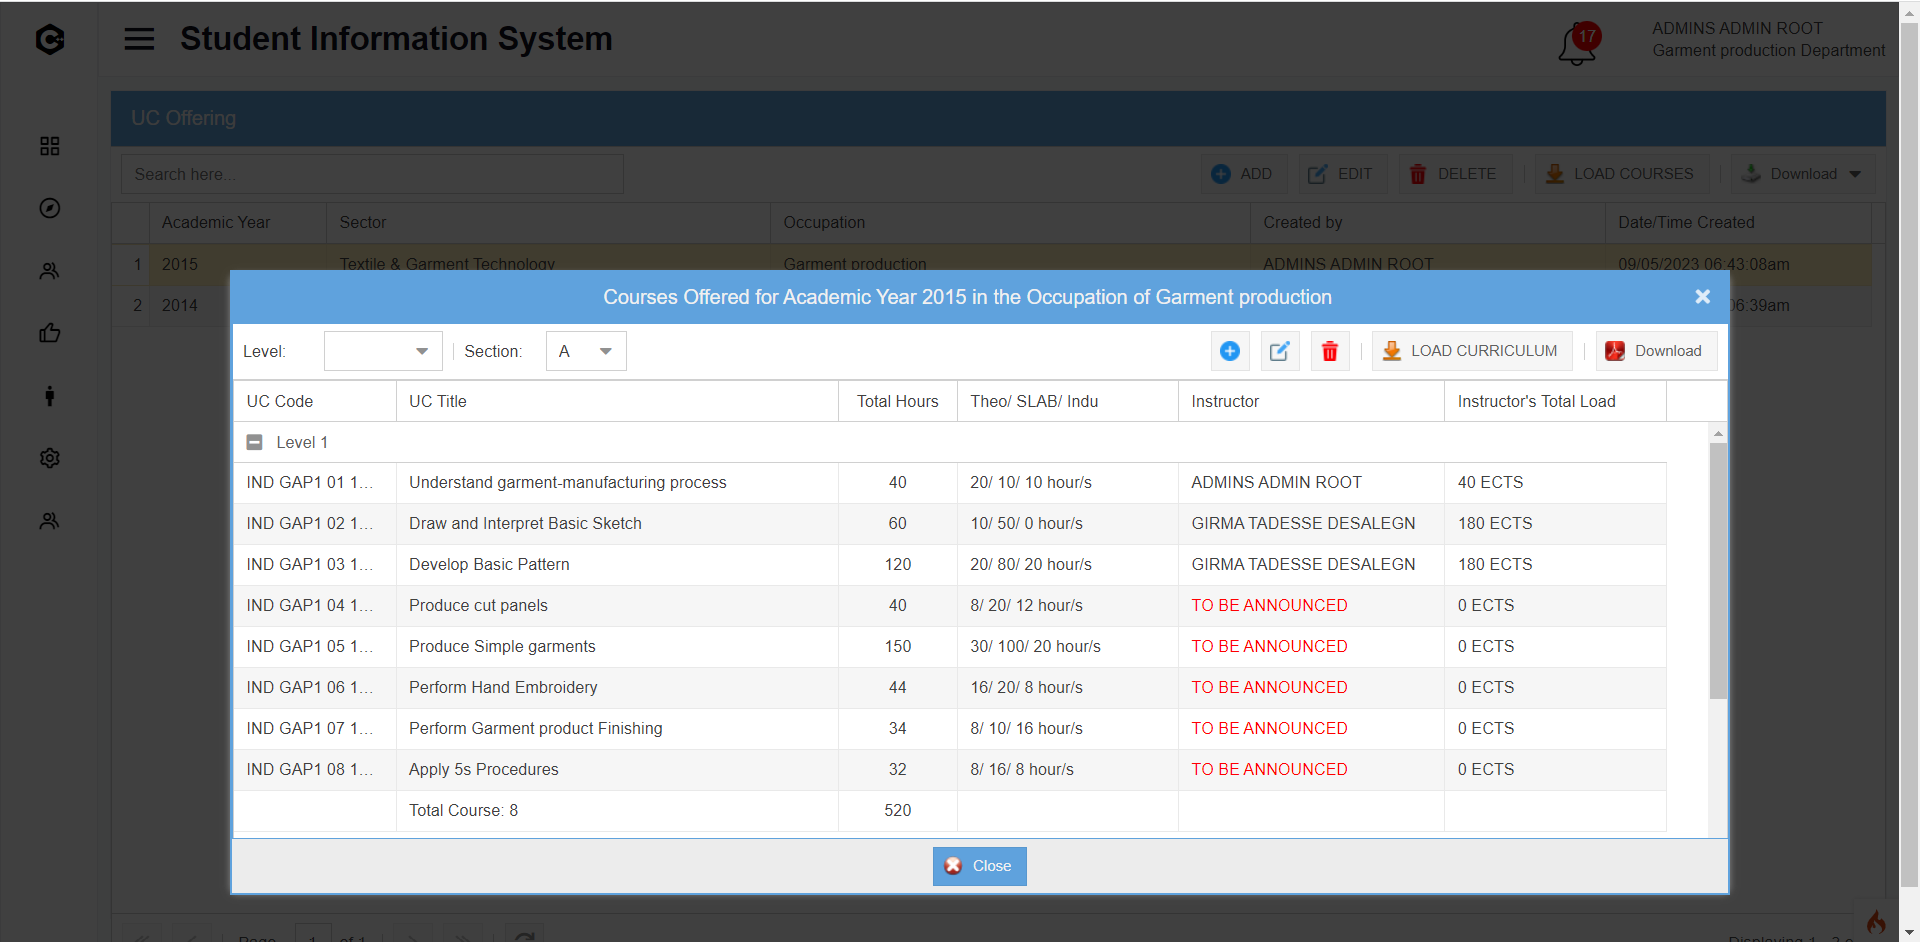 Student Information System
17
ADMINS ADMIN ROOT
Garment production Department
UC Offering
Search here...
ADD
EDIT
DELETE
LOAD COURSES
Download
Academic Year
Sector
Occupation
Created by
Date/Time Created
1 2015 Textile & Garment Technology Garment production ADMINS ADMIN ROOT 09/05/2023 06:43:08am
2 2014 06:39am
Courses Offered for Academic Year 2015 in the Occupation of Garment production
Level:
Section: A
LOAD CURRICULUM
Download
UC Code UC Title Total Hours Theo/ SLAB/ Indu Instructor Instructor's Total Load
Level 1
IND GAP1 01 1... Understand garment-manufacturing process 40 20/ 10/ 10 hour/s ADMINS ADMIN ROOT 40 ECTS
IND GAP1 02 1... Draw and Interpret Basic Sketch 60 10/ 50/ 0 hour/s GIRMA TADESSE DESALEGN 180 ECTS
IND GAP1 03 1... Develop Basic Pattern 120 20/ 80/ 20 hour/s GIRMA TADESSE DESALEGN 180 ECTS
IND GAP1 04 1... Produce cut panels 40 8/ 20/ 12 hour/s TO BE ANNOUNCED 0 ECTS
IND GAP1 05 1... Produce Simple garments 150 30/ 100/ 20 hour/s TO BE ANNOUNCED 0 ECTS
IND GAP1 06 1... Perform Hand Embroidery 44 16/ 20/ 8 hour/s TO BE ANNOUNCED 0 ECTS
IND GAP1 07 1... Perform Garment product Finishing 34 8/ 10/ 16 hour/s TO BE ANNOUNCED 0 ECTS
IND GAP1 08 1... Apply 5s Procedures 32 8/ 16/ 8 hour/s TO BE ANNOUNCED 0 ECTS
Total Course: 8 520
Close
Page 1 of 1